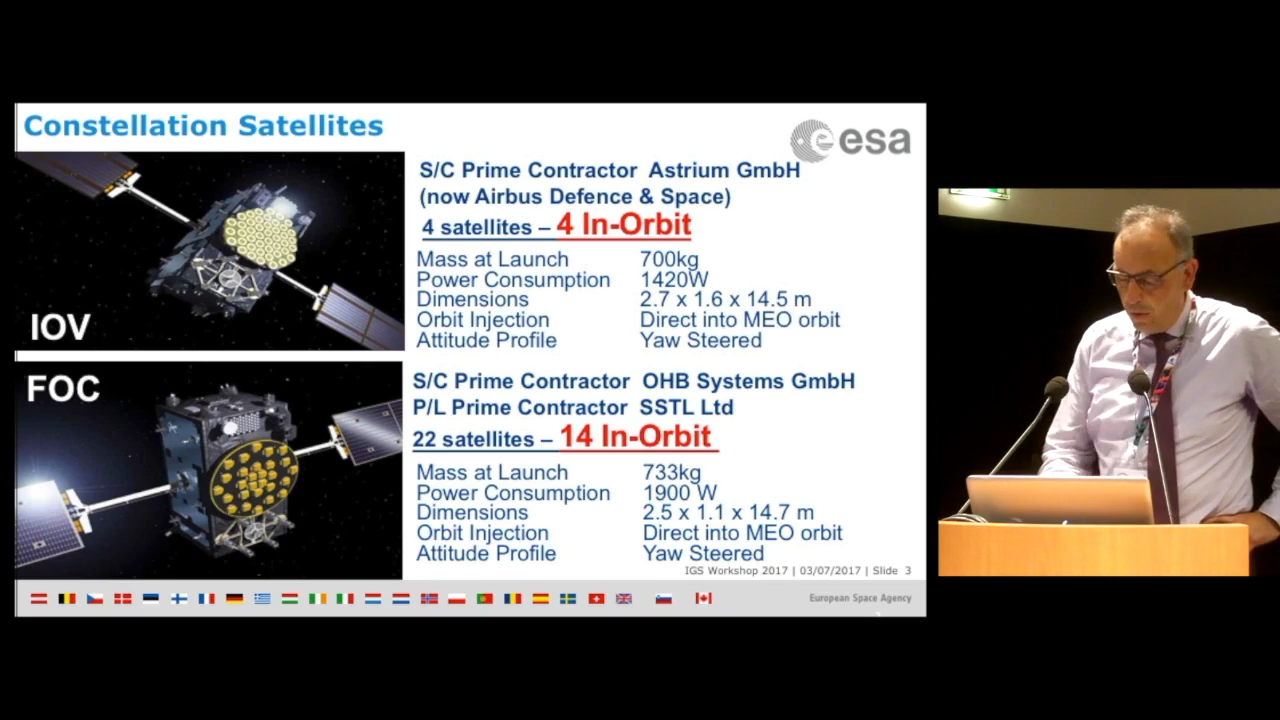 Constellation Satellites
esa
S/C Prime Contractor Astrium GmbH
(now Airbus Defence & Space)
4 satellites – 4 In-Orbit
Mass at Launch 700kg
Power Consumption 1420W
Dimensions 2.7 x 1.6 x 14.5 m
Orbit Injection Direct into MEO orbit
Attitude Profile Yaw Steered
IOV
FOC
S/C Prime Contractor OHB Systems GmbH
P/L Prime Contractor SSTL Ltd
22 satellites – 14 In-Orbit
Mass at Launch 733kg
Power Consumption 1900 W
Dimensions 2.5 x 1.1 x 14.7 m
Orbit Injection Direct into MEO orbit
Attitude Profile Yaw Steered
IGS Workshop 2017 | 03/07/2017 | Slide 3
European Space Agency